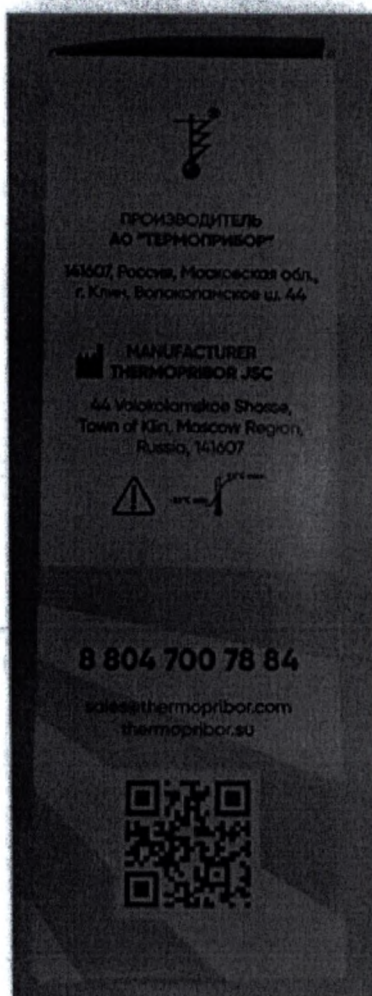 ПРОИЗВОДИТЕЛЬ
АО "ТЕРМОПРИБОР"
141607, Россия, Московская обл.,
г. Клин, Волоколамское ш. 44
MANUFACTURER
THERMOPRIBOR JSC
44 Volokolamskoe Shosse,
Town of Klin, Moscow Region,
Russia, 141607
8 804 700 78 84
sales@thermopribor.com
thermopribor.su